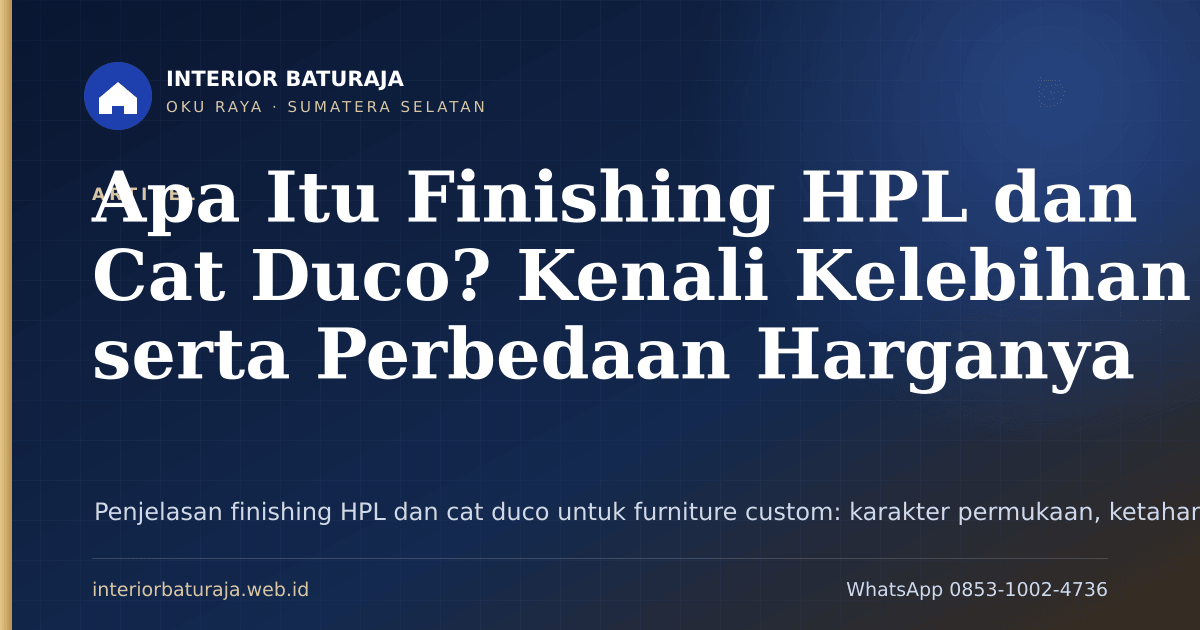 INTERIOR BATURAJA
OKU RAYA · SUMATERA SELATAN
ARTIKEL
Apa Itu Finishing HPL dan
Cat Duco? Kenali Kelebihan
serta Perbedaan Harganya
Penjelasan finishing HPL dan cat duco untuk furniture custom: karakter permukaan,
interiorbaturaja.web.id
WhatsApp 0853-1002-4736